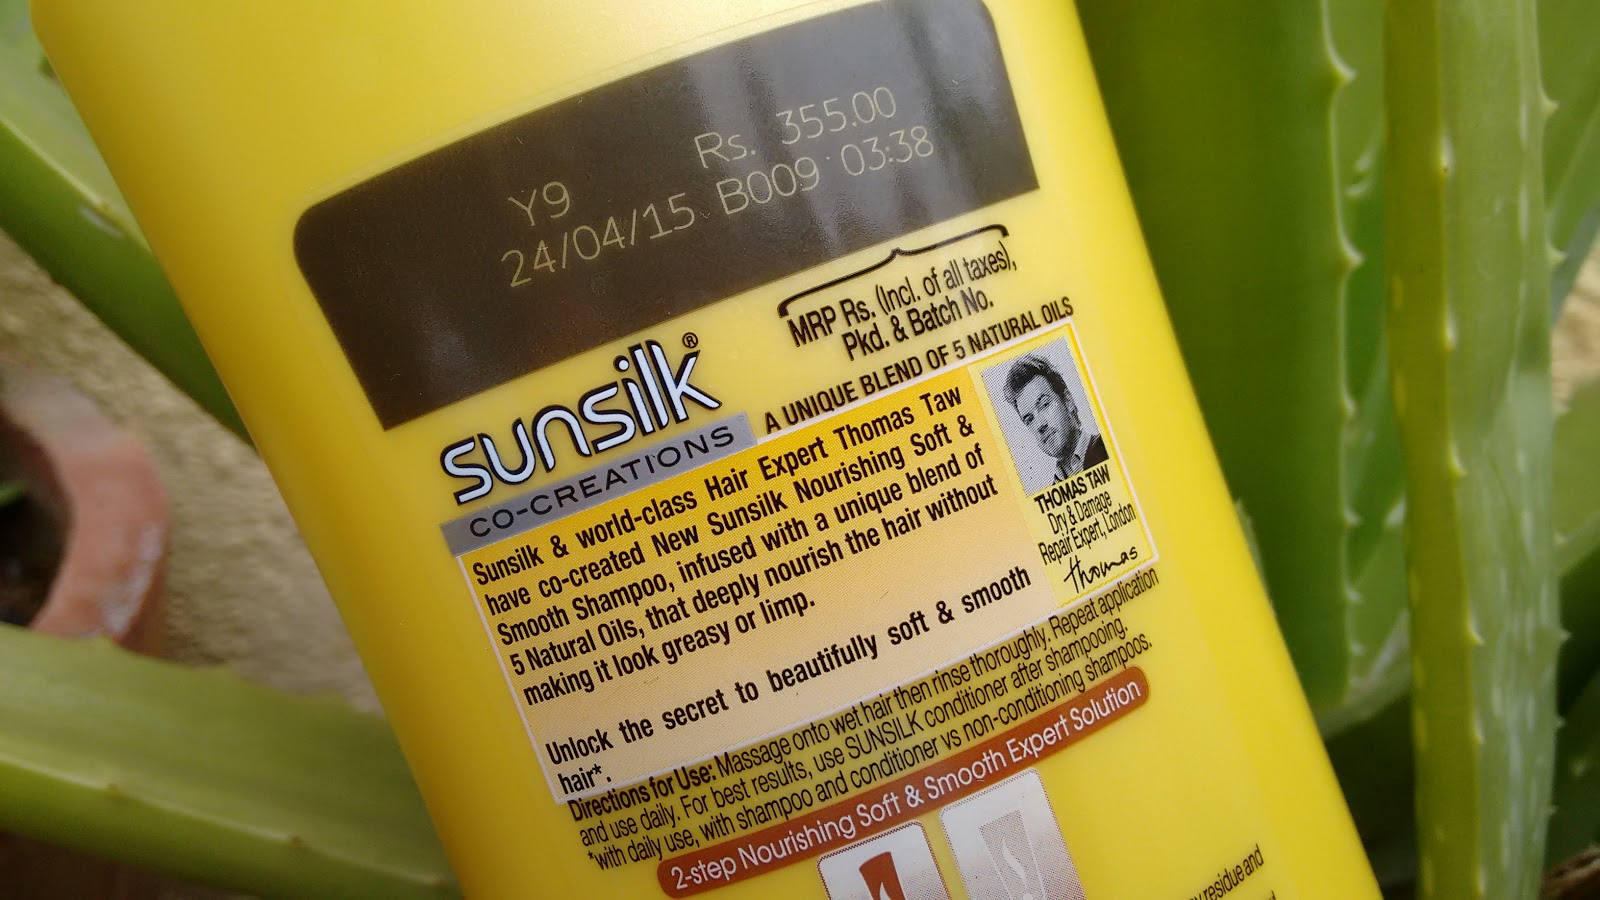 Y9 Rs. 355.00
24/04/15 B009 03:38
MRP Rs. (Incl. of all taxes),
Pkd. & Batch No.
sunsilk®
CO-CREATIONS
A UNIQUE BLEND OF 5 NATURAL OILS
Sunsilk & world-class Hair Expert Thomas Taw
have co-created New Sunsilk Nourishing Soft &
Smooth Shampoo, infused with a unique blend of
5 Natural Oils, that deeply nourish the hair without
making it look greasy or limp.
Unlock the secret to beautifully soft & smooth
hair*.
THOMAS TAW
Dry & Damage
Repair Expert, London
Thomas
Directions for Use: Massage onto wet hair then rinse thoroughly. Repeat application
and use daily. For best results, use SUNSILK conditioner after shampooing.
*with daily use, with shampoo and conditioner vs non-conditioning shampoos.
2-step Nourishing Soft & Smooth Expert Solution
residue and